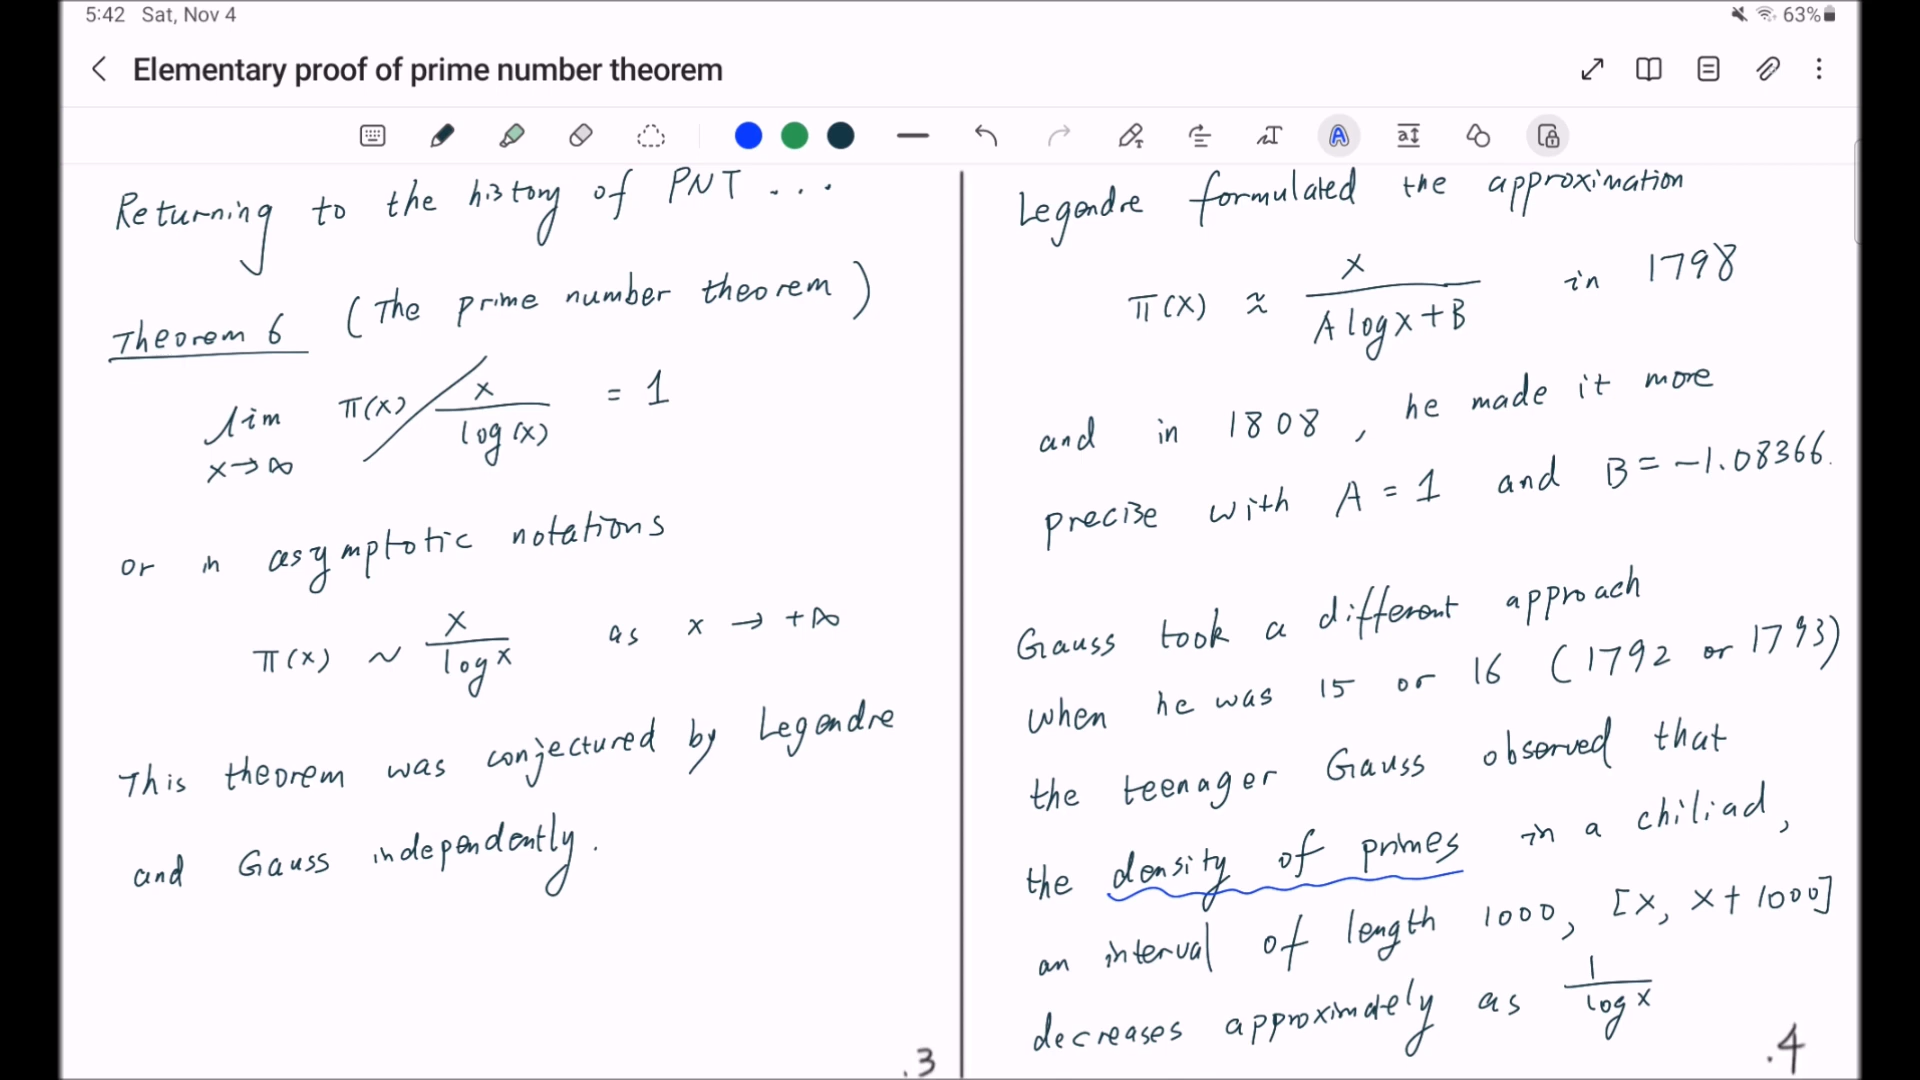 5:42 Sat, Nov 4
63%
Elementary proof of prime number theorem
Returning to the history of PNT ...
Theorem 6 (The prime number theorem)
lim x→∞ π(x) / x/log(x) = 1
or in asymptotic notations
π(x) ~ x/log x as x → +∞
This theorem was conjectured by Legendre
and Gauss independently.
.3
Legendre formulated the approximation
π(x) ≈ x/(A log x + B) in 1798
and in 1808, he made it more
precise with A = 1 and B = -1.08366.
Gauss took a different approach
when he was 15 or 16 (1792 or 1793)
the teenager Gauss observed that
the density of primes in a chiliad,
an interval of length 1000, [x, x+1000]
decreases approximately as 1/log x
.4